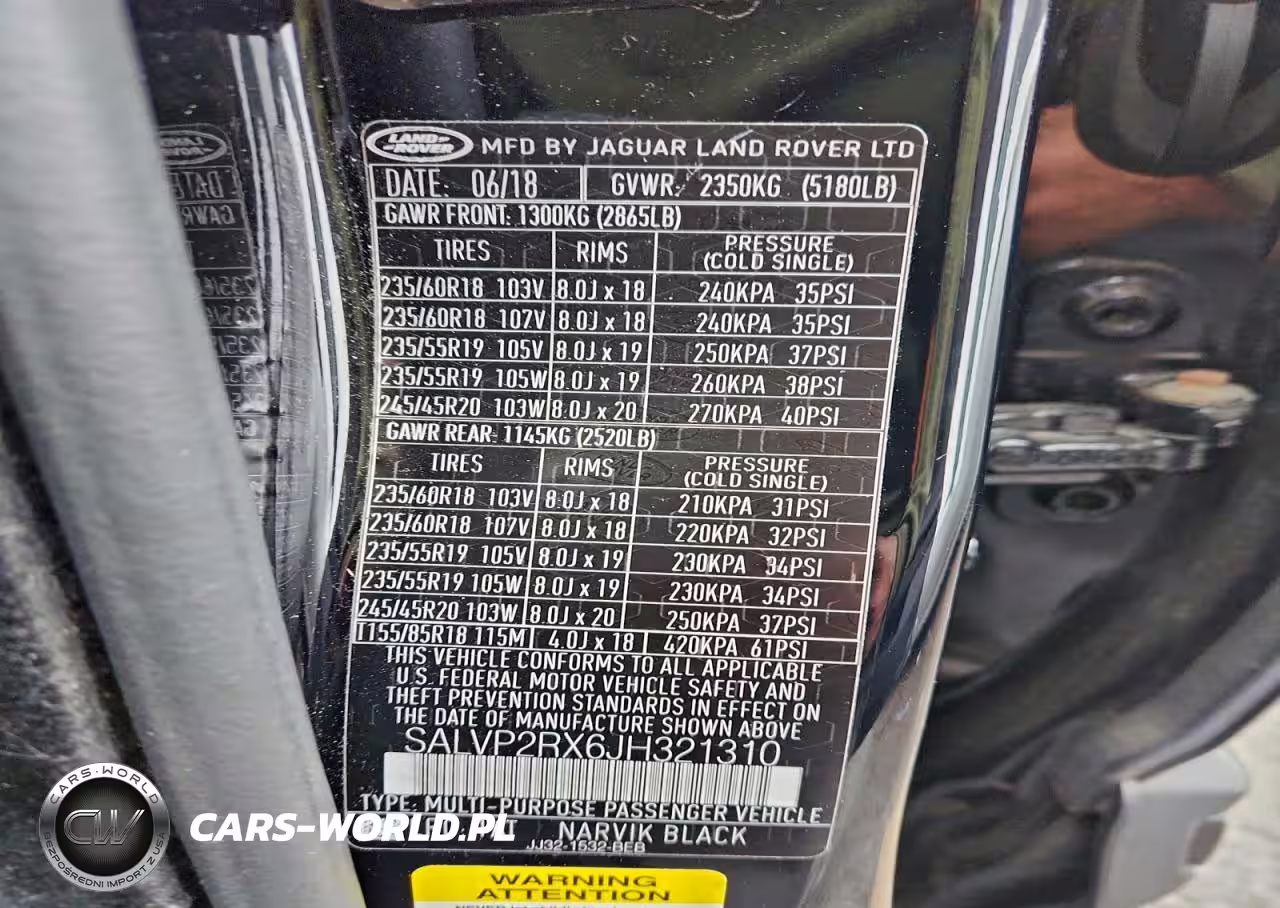 LAND ROVER MFD BY JAGUAR LAND ROVER LTD
DATE: 06/18 GVWR: 2350KG (5180LB)
GAWR FRONT: 1300KG (2865LB)
TIRES RIMS PRESSURE (COLD SINGLE)
235/60R18 103V 8.0J x 18 240KPA 35PSI
235/60R18 107V 8.0J x 18 240KPA 35PSI
235/55R19 105V 8.0J x 19 250KPA 37PSI
235/55R19 105W 8.0J x 19 260KPA 38PSI
245/45R20 103W 8.0J x 20 270KPA 40PSI
GAWR REAR: 1145KG (2520LB)
TIRES RIMS PRESSURE (COLD SINGLE)
235/60R18 103V 8.0J x 18 210KPA 31PSI
235/60R18 107V 8.0J x 18 220KPA 32PSI
235/55R19 105V 8.0J x 19 230KPA 34PSI
235/55R19 105W 8.0J x 19 230KPA 34PSI
245/45R20 103W 8.0J x 20 250KPA 37PSI
T155/85R18 115M 4.0J x 18 420KPA 61PSI
THIS VEHICLE CONFORMS TO ALL APPLICABLE
U.S. FEDERAL MOTOR VEHICLE SAFETY AND
THEFT PREVENTION STANDARDS IN EFFECT ON
THE DATE OF MANUFACTURE SHOWN ABOVE
SALVP2RX6JH321310
TYPE: MULTI-PURPOSE PASSENGER VEHICLE
NARVIK BLACK
JJ32-1532-BEB
WARNING
ATTENTION
CARS-WORLD
CW
BEZPOŚREDNI IMPORT Z USA
CARS-WORLD.PL